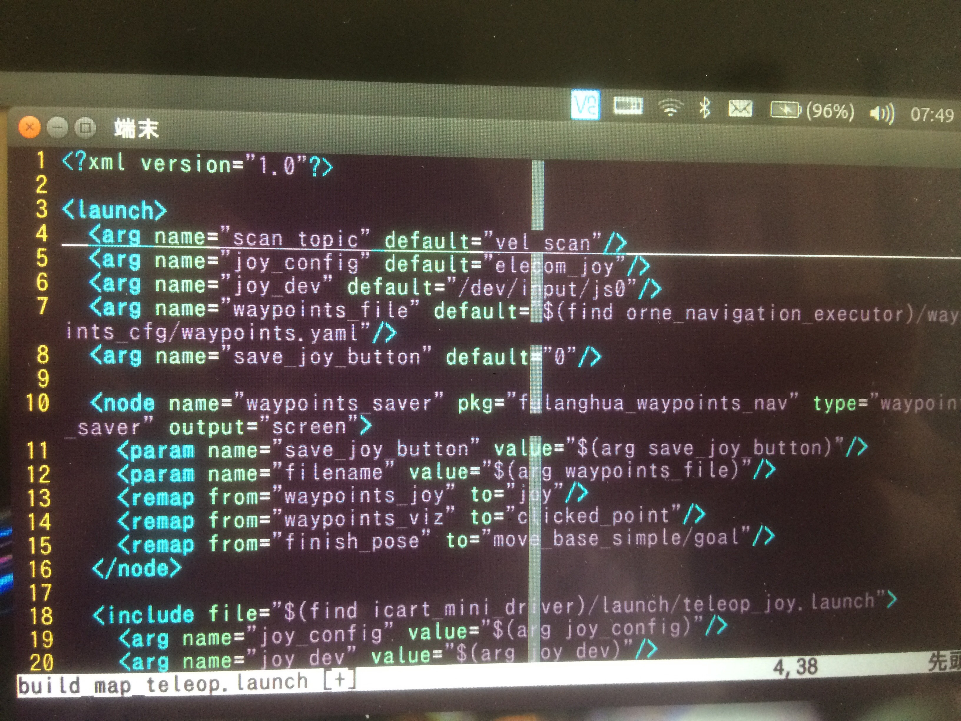 (96%) 07:49
端末
1 <?xml version="1.0"?>
2
3 <launch>
4 <arg name="scan_topic" default="vel_scan"/>
5 <arg name="joy_config" default="elecom_joy"/>
6 <arg name="joy_dev" default="/dev/input/js0"/>
7 <arg name="waypoints_file" default="$(find orne_navigation_executor)/way
ints_cfg/waypoints.yaml"/>
8 <arg name="save_joy_button" default="0"/>
9
10 <node name="waypoints_saver" pkg="fulanghua_waypoints_nav" type="waypoin
_saver" output="screen">
11 <param name="save_joy_button" value="$(arg save_joy_button)"/>
12 <param name="filename" value="$(arg waypoints_file)"/>
13 <remap from="waypoints_joy" to="joy"/>
14 <remap from="waypoints_viz" to="clicked_point"/>
15 <remap from="finish_pose" to="move_base_simple/goal"/>
16 </node>
17
18 <include file="$(find icart_mini_driver)/launch/teleop_joy.launch">
19 <arg name="joy_config" value="$(arg joy_config)"/>
20 <arg name="joy_dev" value="$(arg joy_dev)"/>
build_map_teleop.launch [+] 4,38 先頭